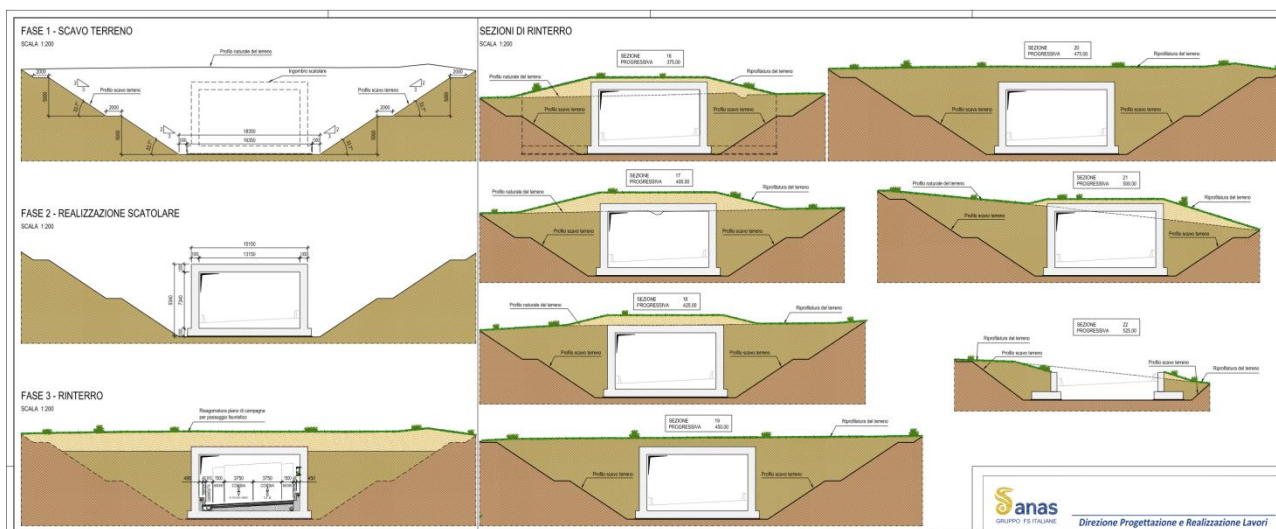 FASE 1 - SCAVO TERRENO
SCALA 1:200
Profilo naturale del terreno
Ingombro scatolare
Profilo scavo terreno
Profilo scavo terreno
2000
2000
2000
2000
5000
5000
18350
16350
FASE 2 - REALIZZAZIONE SCATOLARE
SCALA 1:200
15150
13150
9340
7340
FASE 3 - RINTERRO
SCALA 1:200
Risagomatura piano di campagna
per passaggio faunistico
1500
3750
3750
1500
450
SEZIONI DI RINTERRO
SCALA 1:200
SEZIONE 16
PROGRESSIVA 375.00
Profilo naturale del terreno
Riprofilatura del terreno
Profilo scavo terreno
Profilo scavo terreno
SEZIONE 17
PROGRESSIVA 400.00
Profilo naturale del terreno
Riprofilatura del terreno
Profilo scavo terreno
Profilo scavo terreno
SEZIONE 18
PROGRESSIVA 425.00
Profilo naturale del terreno
Riprofilatura del terreno
Profilo scavo terreno
Profilo scavo terreno
SEZIONE 19
PROGRESSIVA 450.00
Riprofilatura del terreno
Profilo scavo terreno
Profilo scavo terreno
SEZIONE 20
PROGRESSIVA 475.00
Riprofilatura del terreno
Profilo scavo terreno
Profilo scavo terreno
SEZIONE 21
PROGRESSIVA 500.00
Profilo naturale del terreno
Riprofilatura del terreno
Profilo scavo terreno
Profilo scavo terreno
SEZIONE 22
PROGRESSIVA 525.00
Riprofilatura del terreno
Profilo scavo terreno
Profilo scavo terreno
Riprofilatura del terreno
anas
GRUPPO FS ITALIANE
Direzione Progettazione e Realizzazione Lavori